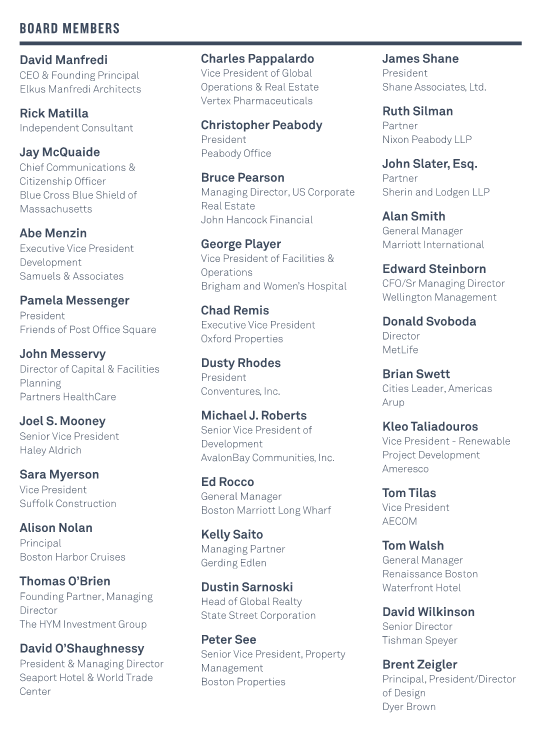 BOARD MEMBERS
David Manfredi
CEO & Founding Principal
Elkus Manfredi Architects
Rick Matilla
Independent Consultant
Jay McQuaide
Chief Communications &
Citizenship Officer
Blue Cross Blue Shield of
Massachusetts
Abe Menzin
Executive Vice President
Development
Samuels & Associates
Pamela Messenger
President
Friends of Post Office Square
John Messervy
Director of Capital & Facilities
Planning
Partners HealthCare
Joel S. Mooney
Senior Vice President
Haley Aldrich
Sara Myerson
Vice President
Suffolk Construction
Alison Nolan
Principal
Boston Harbor Cruises
Thomas O'Brien
Founding Partner, Managing
Director
The HYM Investment Group
David O'Shaughnessy
President & Managing Director
Seaport Hotel & World Trade
Center
Charles Pappalardo
Vice President of Global
Operations & Real Estate
Vertex Pharmaceuticals
Christopher Peabody
President
Peabody Office
Bruce Pearson
Managing Director, US Corporate
Real Estate
John Hancock Financial
George Player
Vice President of Facilities &
Operations
Brigham and Women's Hospital
Chad Remis
Executive Vice President
Oxford Properties
Dusty Rhodes
President
Conventures, Inc.
Michael J. Roberts
Senior Vice President of
Development
AvalonBay Communities, Inc.
Ed Rocco
General Manager
Boston Marriott Long Wharf
Kelly Saito
Managing Partner
Gerding Edlen
Dustin Sarnoski
Head of Global Realty
State Street Corporation
Peter See
Senior Vice President, Property
Management
Boston Properties
James Shane
President
Shane Associates, Ltd.
Ruth Silman
Partner
Nixon Peabody LLP
John Slater, Esq.
Partner
Sherin and Lodgen LLP
Alan Smith
General Manager
Marriott International
Edward Steinborn
CFO/Sr Managing Director
Wellington Management
Donald Svoboda
Director
MetLife
Brian Swett
Cities Leader, Americas
Arup
Kleo Taliadouros
Vice President - Renewable
Project Development
Ameresco
Tom Tilas
Vice President
AECOM
Tom Walsh
General Manager
Renaissance Boston
Waterfront Hotel
David Wilkinson
Senior Director
Tishman Speyer
Brent Zeigler
Principal, President/Director
of Design
Dyer Brown